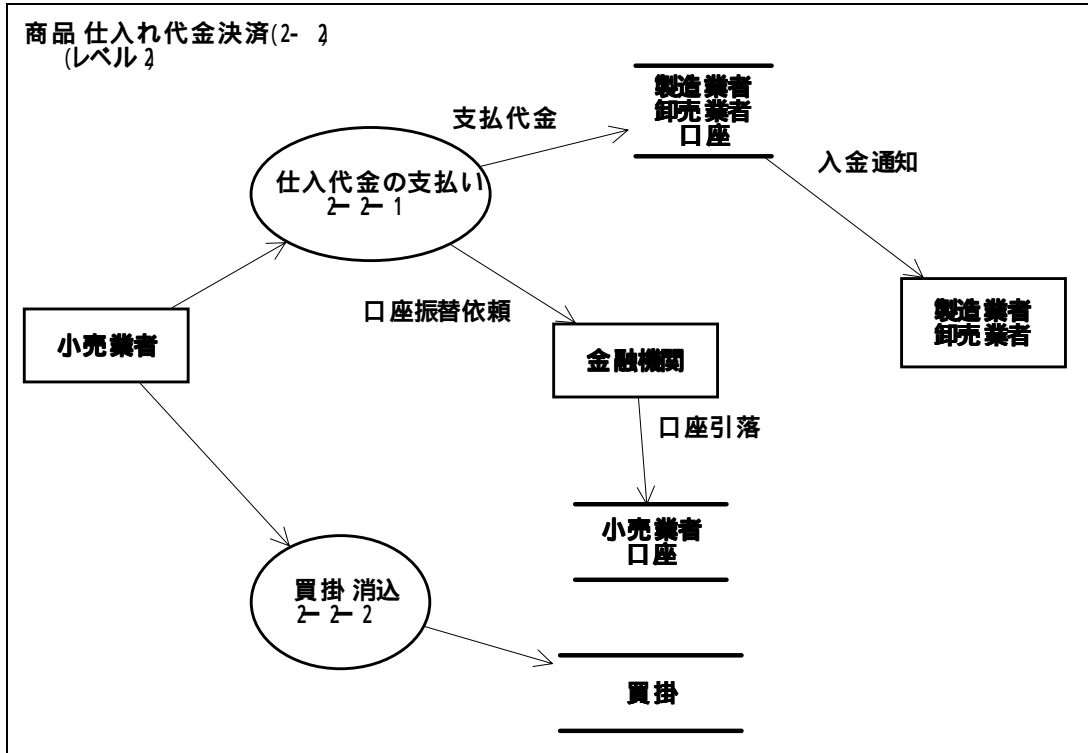 商品仕入れ代金決済(2-2)
(レベル2)
製造業者
卸売業者
口座
支払代金
入金通知
仕入代金の支払い
2ー2ー1
口座振替依頼
製造業者
卸売業者
小売業者
金融機関
口座引落
小売業者
口座
買掛消込
2ー2ー2
買掛